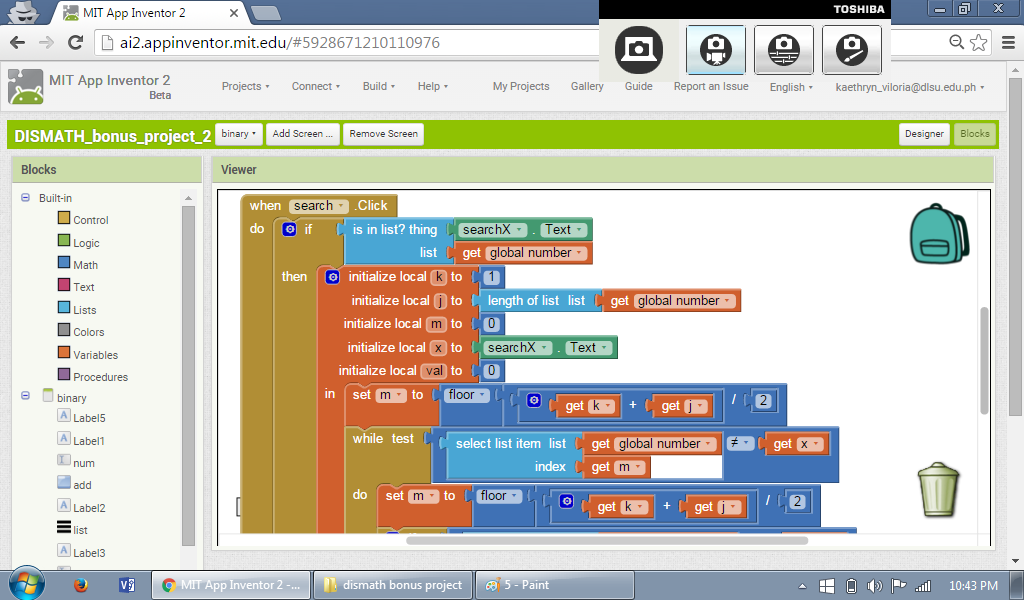 MIT App Inventor 2
TOSHIBA
ai2.appinventor.mit.edu/#5928671210110976
MIT App Inventor 2
Beta
Projects
Connect
Build
Help
My Projects
Gallery
Guide
Report an Issue
English
kaethryn_viloria@dlsu.edu.ph
DISMATH_bonus_project_2
binary
Add Screen ...
Remove Screen
Designer
Blocks
Blocks
Viewer
Built-in
Control
Logic
Math
Text
Lists
Colors
Variables
Procedures
binary
Label5
Label1
num
add
Label2
list
Label3
when search .Click
do if is in list? thing searchX . Text
list get global number
then initialize local k to 1
initialize local j to length of list list get global number
initialize local m to 0
initialize local x to searchX . Text
initialize local val to 0
in set m to floor get k + get j / 2
while test select list item list get global number ≠ get x
index get m
do set m to floor get k + get j / 2
MIT App Inventor 2 -...
dismath bonus project
5 - Paint
10:43 PM